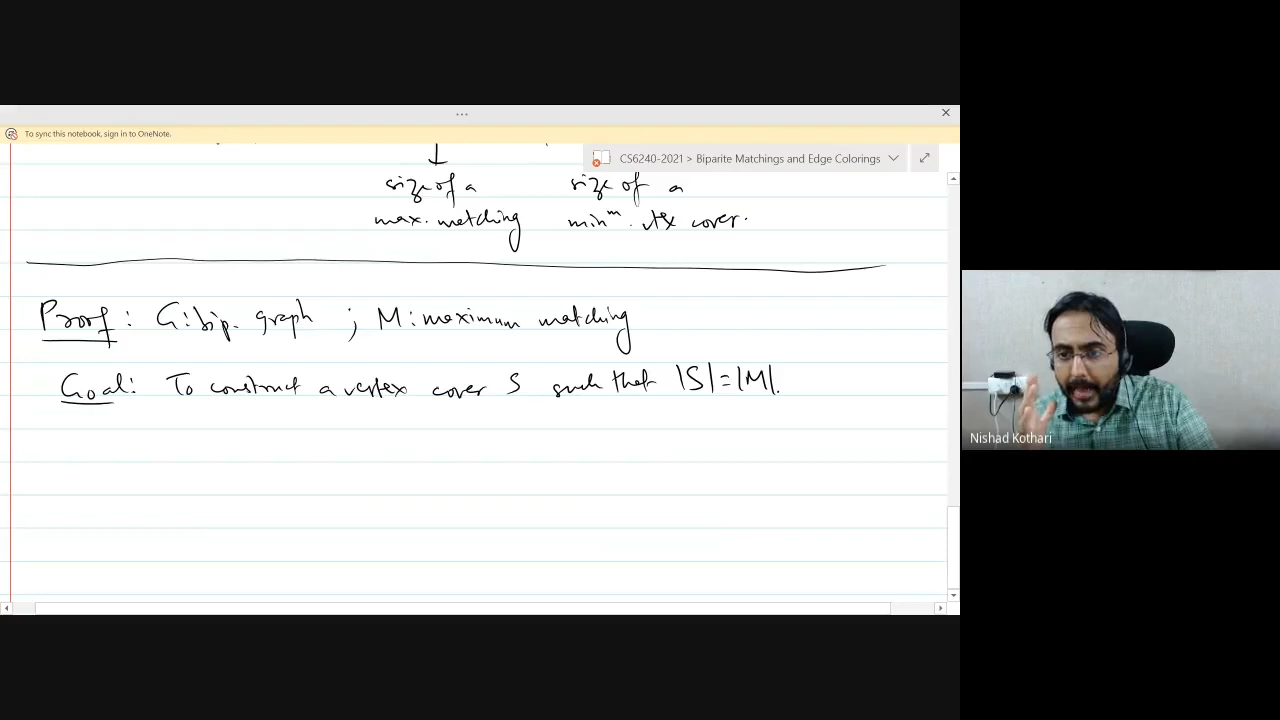 To sync this notebook, sign in to OneNote.
CS6240-2021 > Biparite Matchings and Edge Colorings
size of a size of a
max. matching minᵐ. vtx cover.
Proof: G: bip. graph ; M: maximum matching
Goal: To construct a vertex cover S such that |S|=|M|.
Nishad Kothari